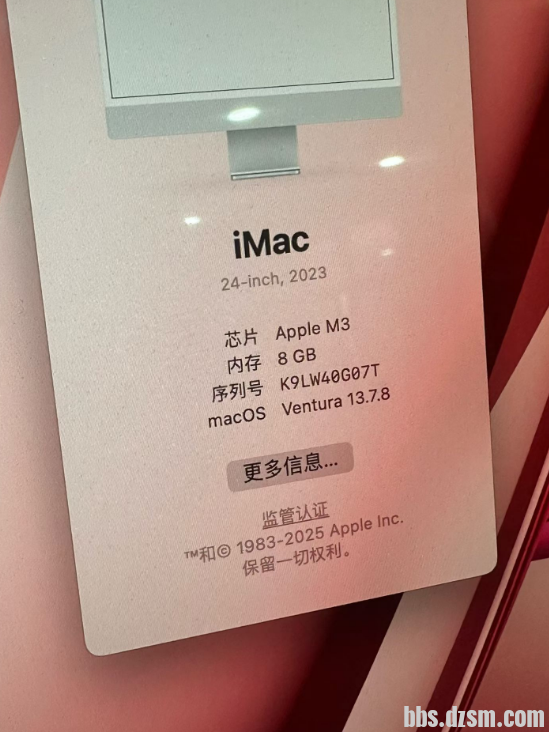 iMac
24-inch, 2023
芯片 Apple M3
内存 8 GB
序列号 K9LW40G07T
macOS Ventura 13.7.8
更多信息...
监管认证
™和© 1983-2025 Apple Inc.
保留一切权利。
bbs.dzsm.com